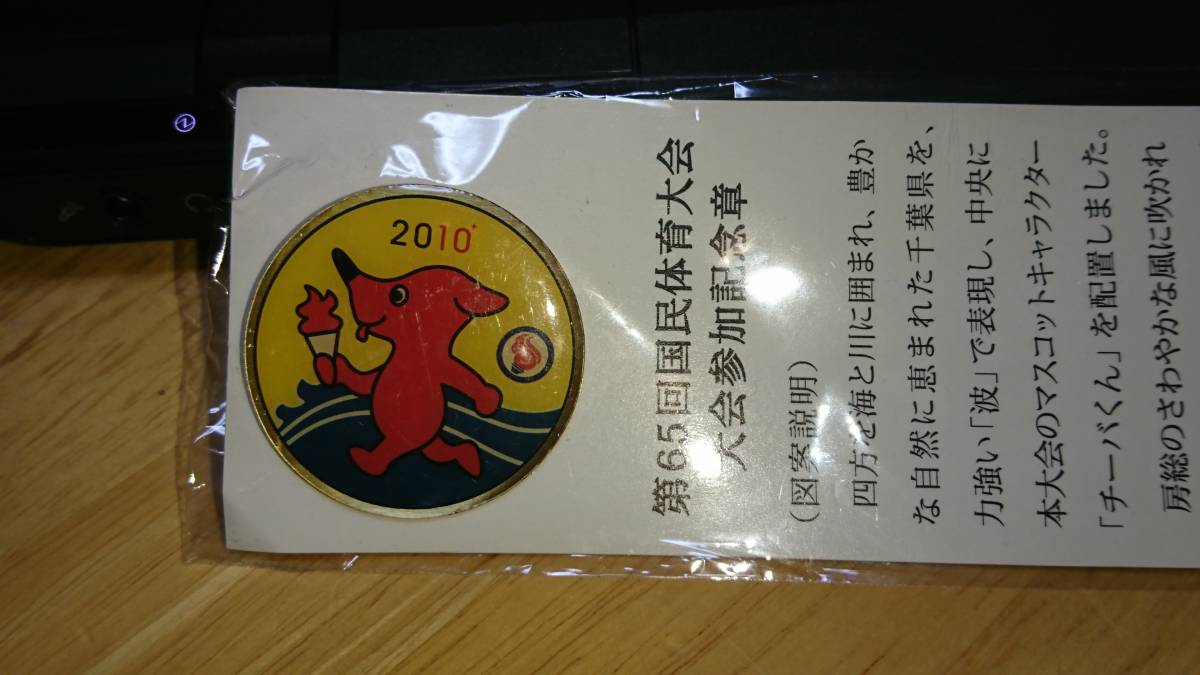 2010
第65回国民体育大会
大会参加記念章
(図案説明)
四方を海と川に囲まれ、豊か
な自然に恵まれた千葉県を、
力強い「波」で表現し、中央に
本大会のマスコットキャラクター
「チーバくん」を配置しました。
房総のさわやかな風に吹かれ